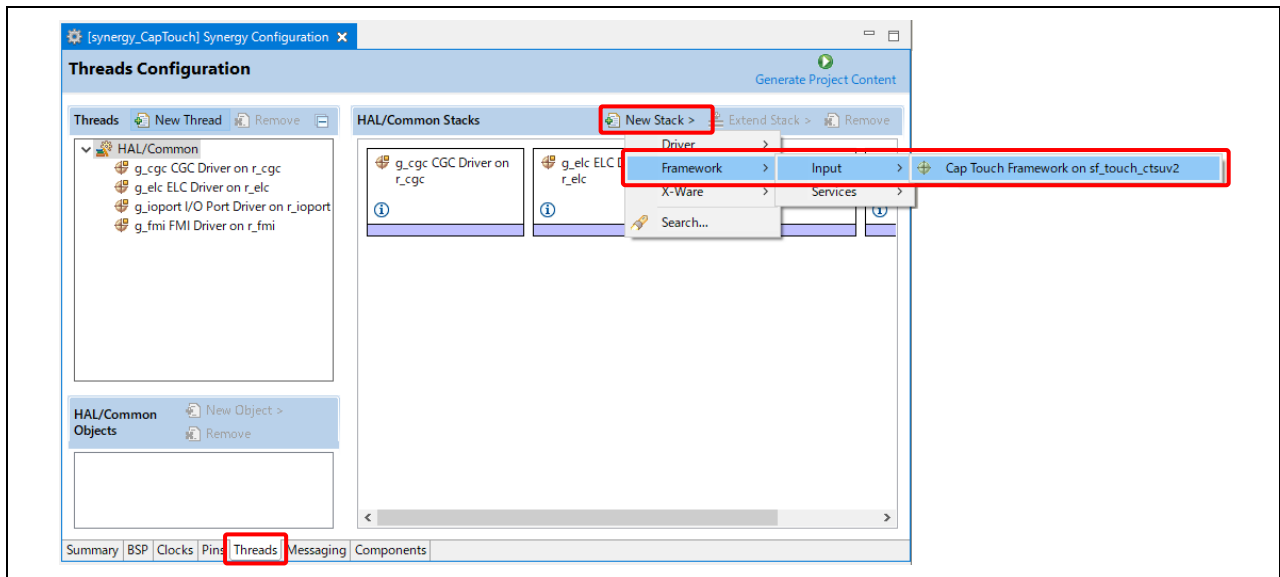 [synergy_CapTouch] Synergy Configuration
Threads Configuration
Generate Project Content
Threads New Thread Remove
HAL/Common Stacks New Stack > Extend Stack > Remove
HAL/Common
g_cgc CGC Driver on r_cgc
g_elc ELC Driver on r_elc
g_ioport I/O Port Driver on r_ioport
g_fmi FMI Driver on r_fmi
g_cgc CGC Driver on
r_cgc
g_elc ELC
r_elc
Driver >
Framework >
X-Ware >
Search...
Input >
Services >
Cap Touch Framework on sf_touch_ctsuv2
HAL/Common
Objects
New Object >
Remove
Summary BSP Clocks Pins Threads Messaging Components